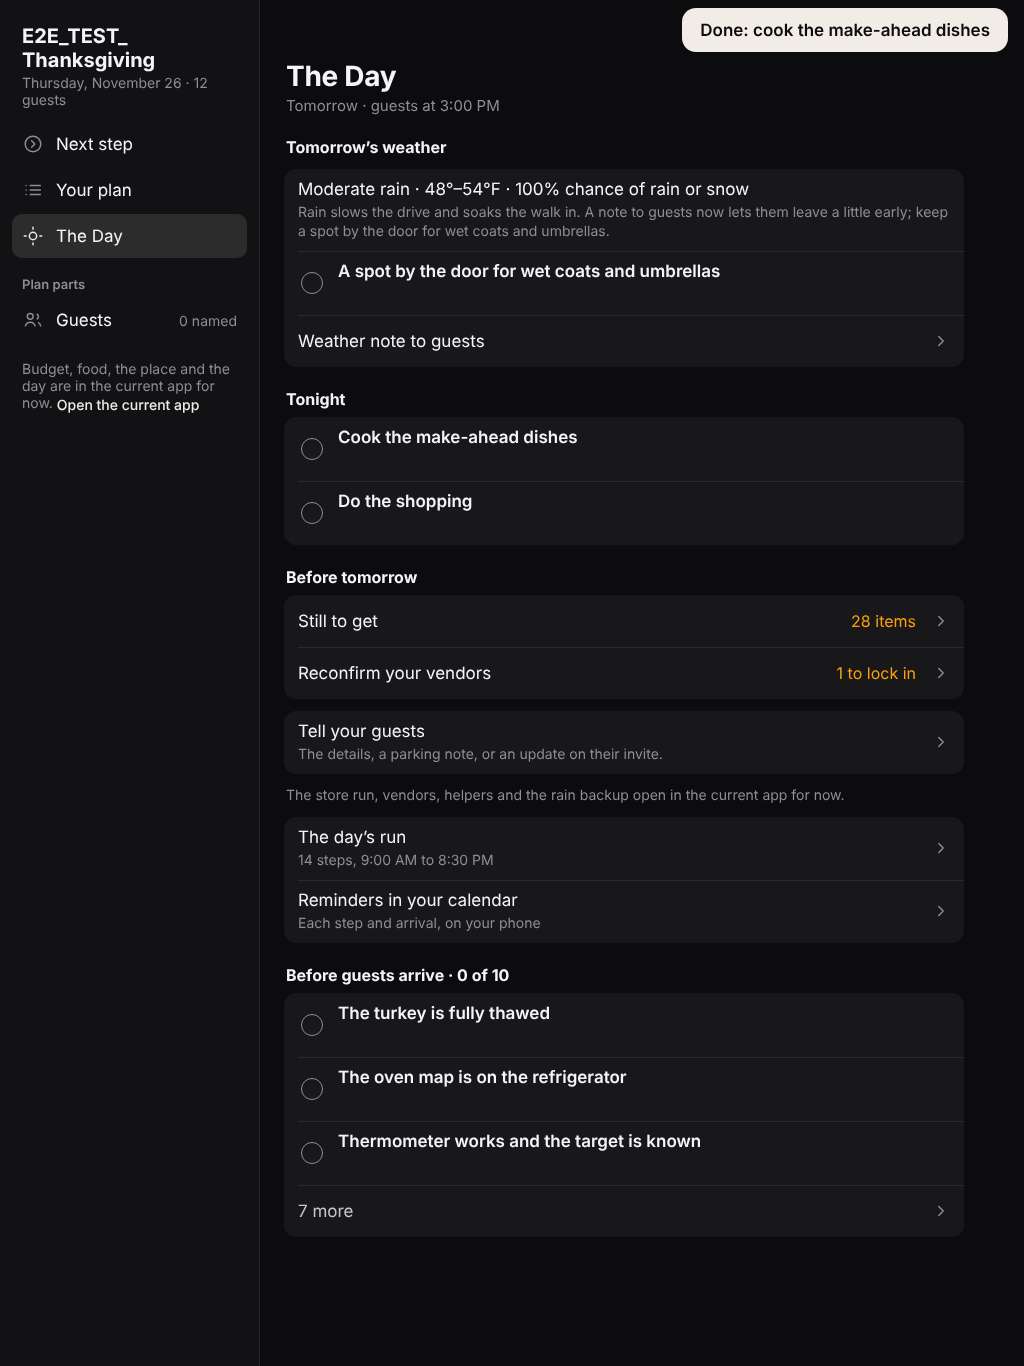 E2E_TEST_
Thanksgiving
Thursday, November 26 · 12
guests
Next step
Your plan
The Day
Plan parts
Guests 0 named
Budget, food, the place and the
day are in the current app for
now. Open the current app
Done: cook the make-ahead dishes
The Day
Tomorrow · guests at 3:00 PM
Tomorrow’s weather
Moderate rain · 48°–54°F · 100% chance of rain or snow
Rain slows the drive and soaks the walk in. A note to guests now lets them leave a little early; keep
a spot by the door for wet coats and umbrellas.
A spot by the door for wet coats and umbrellas
Weather note to guests
Tonight
Cook the make-ahead dishes
Do the shopping
Before tomorrow
Still to get 28 items
Reconfirm your vendors 1 to lock in
Tell your guests
The details, a parking note, or an update on their invite.
The store run, vendors, helpers and the rain backup open in the current app for now.
The day’s run
14 steps, 9:00 AM to 8:30 PM
Reminders in your calendar
Each step and arrival, on your phone
Before guests arrive · 0 of 10
The turkey is fully thawed
The oven map is on the refrigerator
Thermometer works and the target is known
7 more